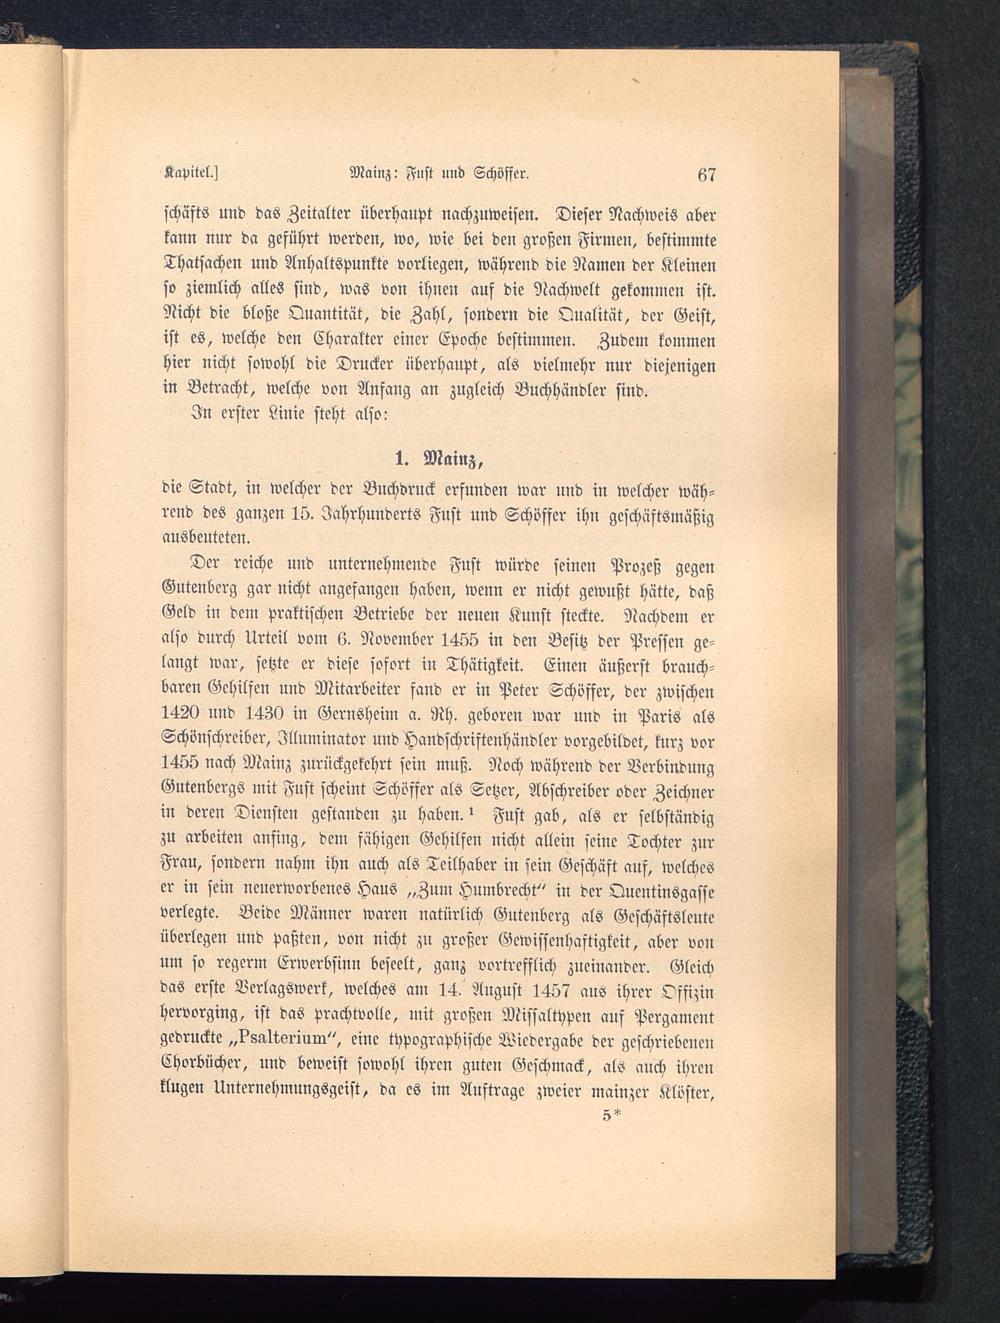 Kapitel.] Mainz: Fust und Schöffer. 67
schäfts und das Zeitalter überhaupt nachzuweisen. Dieser Nachweis aber
kann nur da geführt werden, wo, wie bei den großen Firmen, bestimmte
Thatsachen und Anhaltspunkte vorliegen, während die Namen der Kleinen
so ziemlich alles sind, was von ihnen auf die Nachwelt gekommen ist.
Nicht die bloße Quantität, die Zahl, sondern die Qualität, der Geist,
ist es, welche den Charakter einer Epoche bestimmen. Zudem kommen
hier nicht sowohl die Drucker überhaupt, als vielmehr nur diejenigen
in Betracht, welche von Anfang an zugleich Buchhändler sind.
In erster Linie steht also:
1. Mainz,
die Stadt, in welcher der Buchdruck erfunden war und in welcher wäh-
rend des ganzen 15. Jahrhunderts Fust und Schöffer ihn geschäftsmäßig
ausbeuteten.
Der reiche und unternehmende Fust würde seinen Prozeß gegen
Gutenberg gar nicht angefangen haben, wenn er nicht gewußt hätte, daß
Geld in dem praktischen Betriebe der neuen Kunst steckte. Nachdem er
also durch Urteil vom 6. November 1455 in den Besitz der Pressen ge-
langt war, setzte er diese sofort in Thätigkeit. Einen äußerst brauch-
baren Gehilfen und Mitarbeiter fand er in Peter Schöffer, der zwischen
1420 und 1430 in Gernsheim a. Rh. geboren war und in Paris als
Schönschreiber, Illuminator und Handschriftenhändler vorgebildet, kurz vor
1455 nach Mainz zurückgekehrt sein muß. Noch während der Verbindung
Gutenbergs mit Fust scheint Schöffer als Setzer, Abschreiber oder Zeichner
in deren Diensten gestanden zu haben.¹ Fust gab, als er selbständig
zu arbeiten anfing, dem fähigen Gehilfen nicht allein seine Tochter zur
Frau, sondern nahm ihn auch als Teilhaber in sein Geschäft auf, welches
er in sein neuerworbenes Haus „Zum Humbrecht“ in der Quentinsgasse
verlegte. Beide Männer waren natürlich Gutenberg als Geschäftsleute
überlegen und paßten, von nicht zu großer Gewissenhaftigkeit, aber von
um so regerm Erwerbsinn beseelt, ganz vortrefflich zueinander. Gleich
das erste Verlagswerk, welches am 14. August 1457 aus ihrer Offizin
hervorging, ist das prachtvolle, mit großen Missaltypen auf Pergament
gedruckte „Psalterium“, eine typographische Wiedergabe der geschriebenen
Chorbücher, und beweist sowohl ihren guten Geschmack, als auch ihren
klugen Unternehmungsgeist, da es im Auftrage zweier mainzer Klöster,
5*